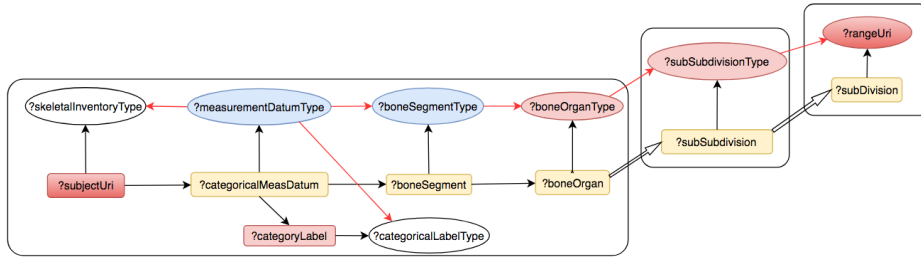 ?rangeUri
?subSubdivisionType
?subDivision
?skeletalInventoryType
?measurementDatumType
?boneSegmentType
?boneOrganType
?subSubdivision
?subjectUri
?categoricalMeasDatum
?boneSegment
?boneOrgan
?categoryLabel
?categoricalLabelType